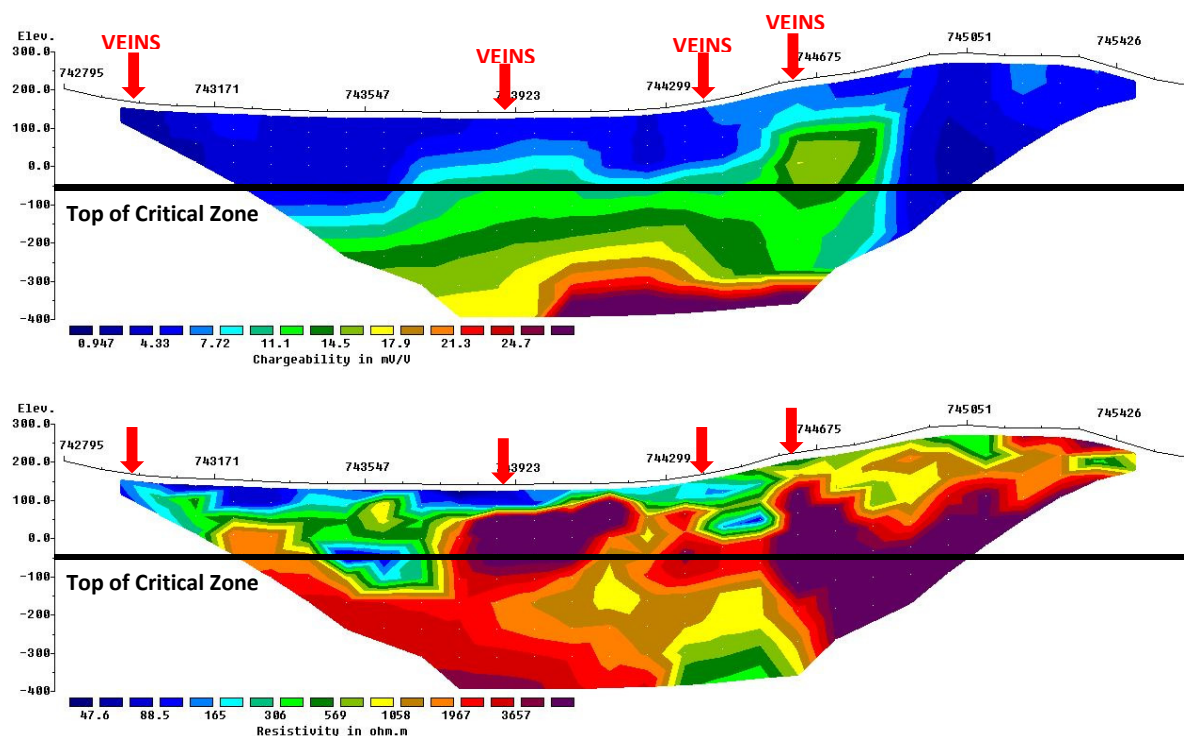 VEINS
745051
Elev.
VEINS
VEINS
VEINS
744675
745426
300.0
742795
743171
743547
3923
744299
200.0
100.0
0.0
-100
Top of Critical Zone
-200
-300
-400
0.947 4.33 7.72 11.1 14.5 17.9 21.3 24.7
Chargeability in mV/V
Elev.
745051
300.0
742795
743171
743547
3923
744299
744675
745426
200.0
100.0
0.0
-100
Top of Critical Zone
-200
-300
-400
47.6 88.5 165 306 569 1058 1967 3657
Resistivity in ohm.m